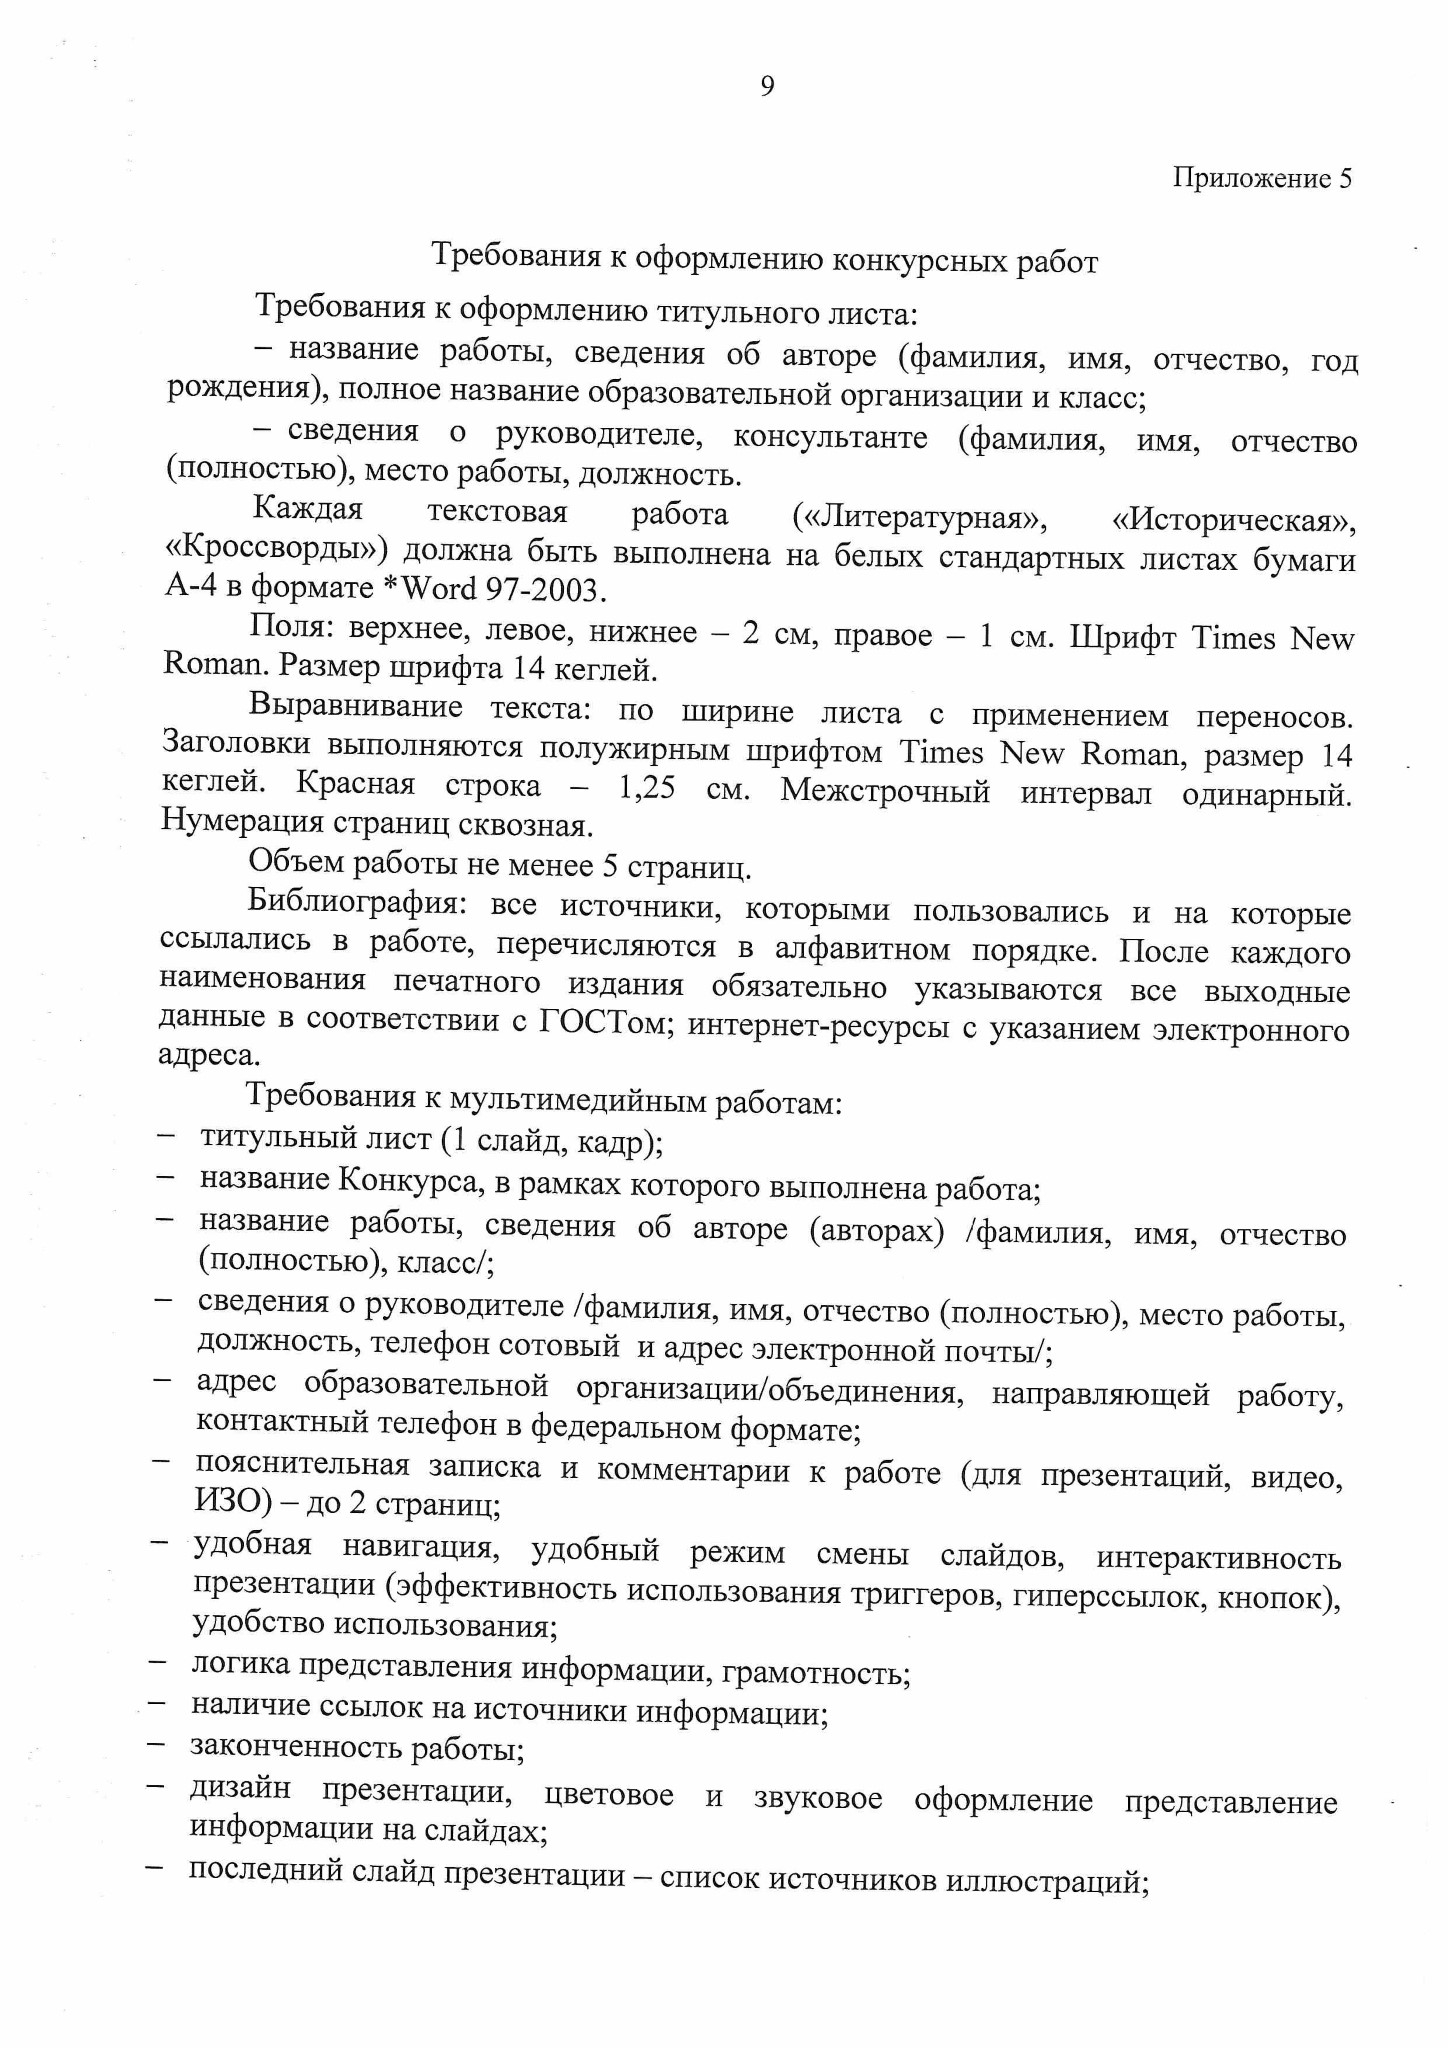 9
Приложение 5
Требования к оформлению конкурсных работ
Требования к оформлению титульного листа:
– название работы, сведения об авторе (фамилия, имя, отчество, год
рождения), полное название образовательной организации и класс;
– сведения о руководителе, консультанте (фамилия, имя, отчество
(полностью), место работы, должность.
Каждая текстовая работа («Литературная», «Историческая»,
«Кроссворды») должна быть выполнена на белых стандартных листах бумаги
А-4 в формате *Word 97-2003.
Поля: верхнее, левое, нижнее – 2 см, правое – 1 см. Шрифт Times New
Roman. Размер шрифта 14 кеглей.
Выравнивание текста: по ширине листа с применением переносов.
Заголовки выполняются полужирным шрифтом Times New Roman, размер 14
кеглей. Красная строка – 1,25 см. Межстрочный интервал одинарный.
Нумерация страниц сквозная.
Объем работы не менее 5 страниц.
Библиография: все источники, которыми пользовались и на которые
ссылались в работе, перечисляются в алфавитном порядке. После каждого
наименования печатного издания обязательно указываются все выходные
данные в соответствии с ГОСТом; интернет-ресурсы с указанием электронного
адреса.
Требования к мультимедийным работам:
– титульный лист (1 слайд, кадр);
– название Конкурса, в рамках которого выполнена работа;
– название работы, сведения об авторе (авторах) /фамилия, имя, отчество
(полностью), класс/;
– сведения о руководителе /фамилия, имя, отчество (полностью), место работы,
должность, телефон сотовый и адрес электронной почты/;
– адрес образовательной организации/объединения, направляющей работу,
контактный телефон в федеральном формате;
– пояснительная записка и комментарии к работе (для презентаций, видео,
ИЗО) – до 2 страниц;
– удобная навигация, удобный режим смены слайдов, интерактивность
презентации (эффективность использования триггеров, гиперссылок, кнопок),
удобство использования;
– логика представления информации, грамотность;
– наличие ссылок на источники информации;
– законченность работы;
– дизайн презентации, цветовое и звуковое оформление представление
информации на слайдах;
– последний слайд презентации – список источников иллюстраций;